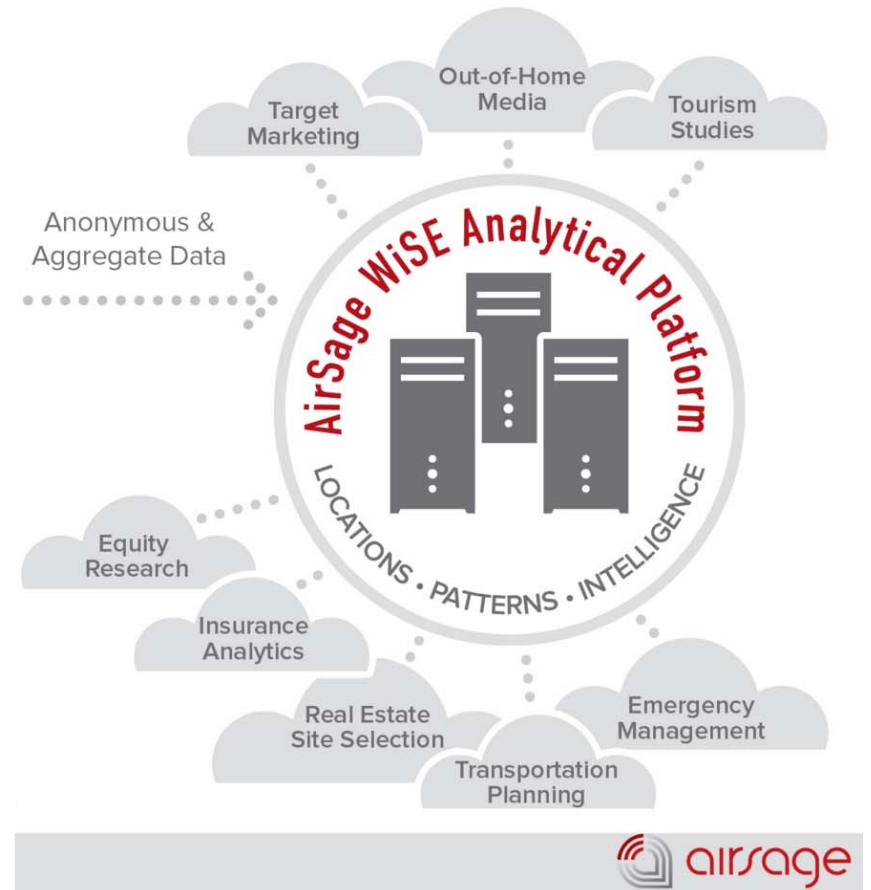 Out-of-Home
Media
Target
Marketing
Tourism
Studies
Anonymous &
Aggregate Data
AirSage WiSE Analytical Platform
LOCATIONS • PATTERNS • INTELLIGENCE
Equity
Research
Insurance
Analytics
Real Estate
Site Selection
Emergency
Management
Transportation
Planning
airsage